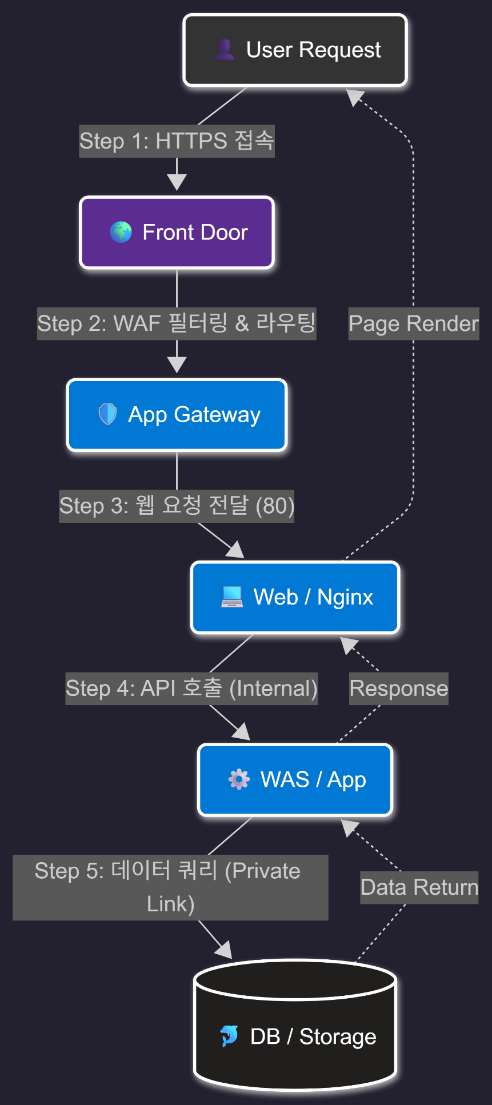 👤 User Request
Step 1: HTTPS 접속
🌍 Front Door
Step 2: WAF 필터링 & 라우팅
Page Render
🛡️ App Gateway
Step 3: 웹 요청 전달 (80)
💻 Web / Nginx
Step 4: API 호출 (Internal)
Response
⚙️ WAS / App
Step 5: 데이터 쿼리 (Private
Link)
Data Return
🐬 DB / Storage